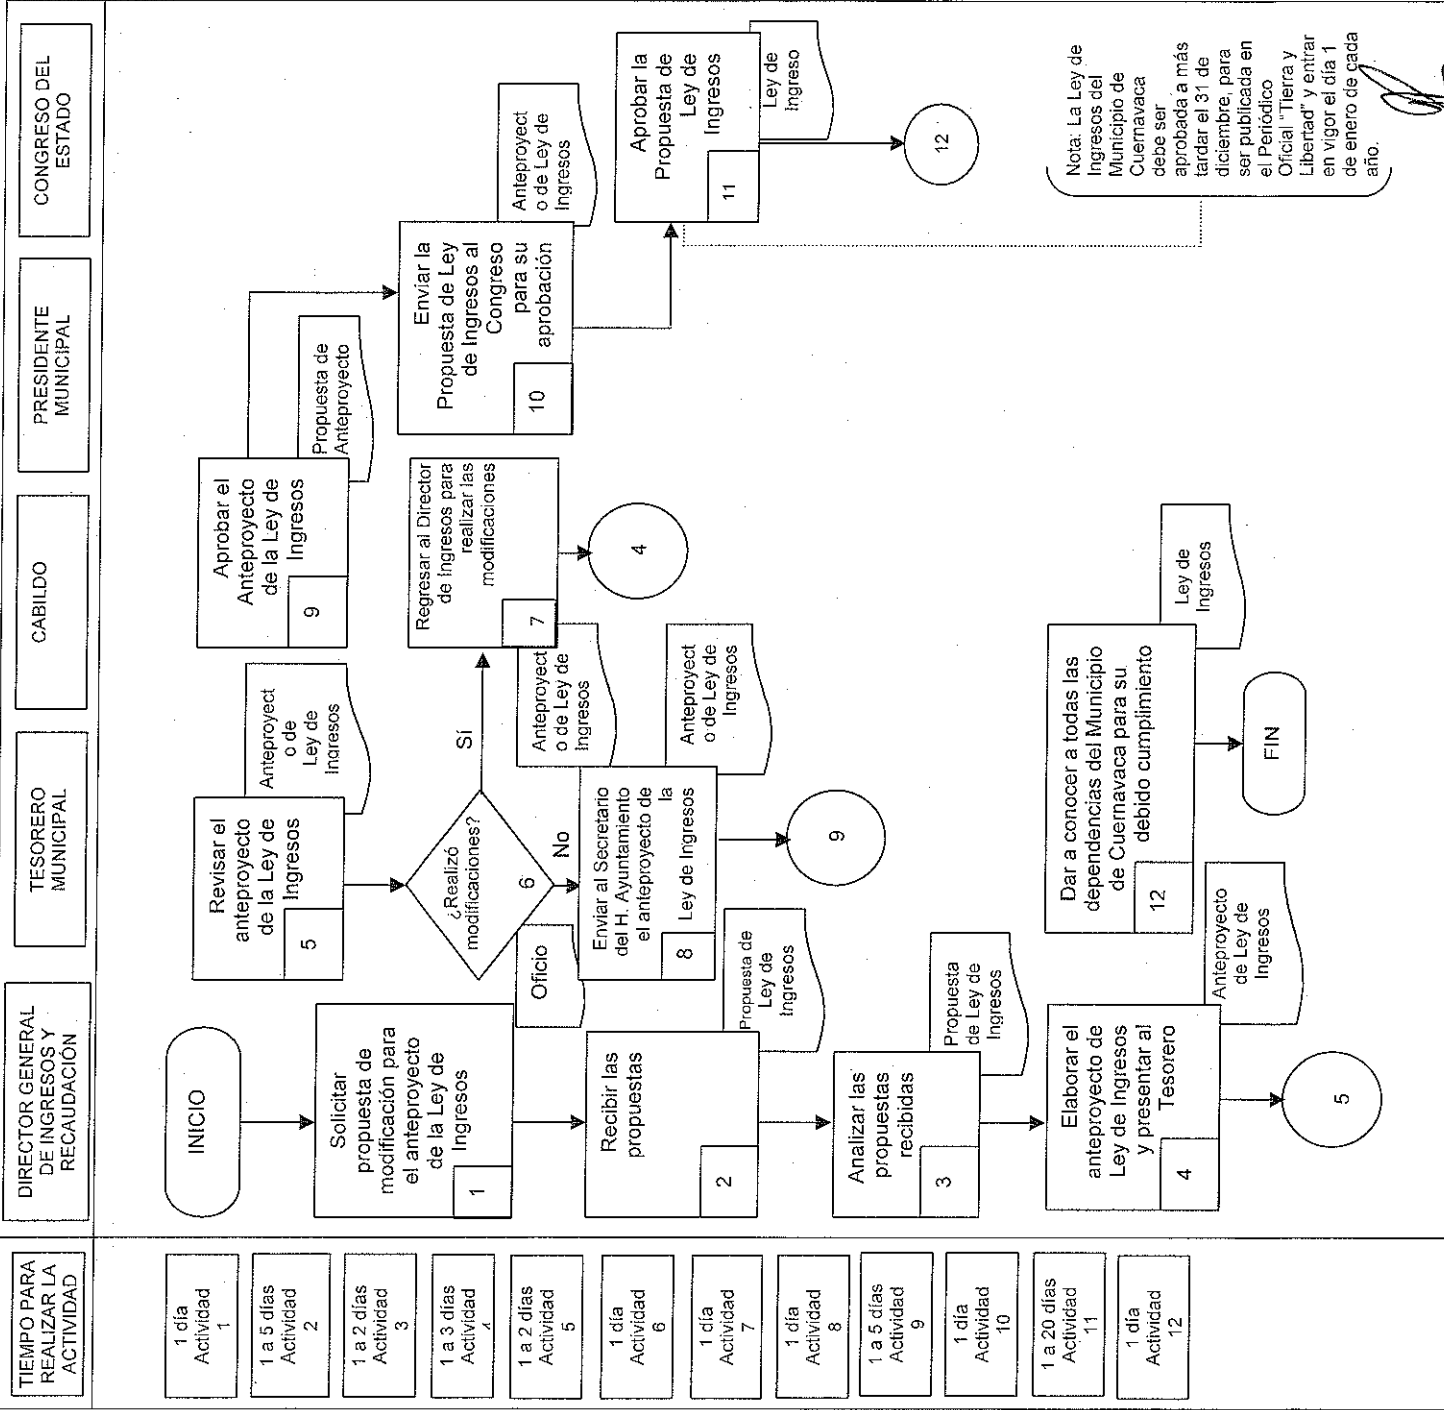 TIEMPO PARA
REALIZAR LA
ACTIVIDAD
DIRECTOR GENERAL
DE INGRESOS Y
RECAUDACIÓN
TESORERO
MUNICIPAL
CABILDO
PRESIDENTE
MUNICIPAL
CONGRESO DEL
ESTADO
1 día
Actividad
1
1 a 5 días
Actividad
2
1 a 2 días
Actividad
3
1 a 3 días
Actividad
4
1 a 2 días
Actividad
5
1 día
Actividad
6
1 día
Actividad
7
1 día
Actividad
8
1 a 5 días
Actividad
9
1 día
Actividad
10
1 a 20 días
Actividad
11
1 día
Actividad
12
INICIO
Solicitar
propuesta de
modificación para
el anteproyecto
de la Ley de
Ingresos
1
Oficio
Recibir las
propuestas
2
Propuesta de
Ley de
Ingresos
Analizar las
propuestas
recibidas
3
Propuesta
de Ley de
Ingresos
Elaborar el
anteproyecto de
Ley de Ingresos
y presentar al
Tesorero
4
Anteproyecto
de Ley de
Ingresos
5
Revisar el
anteproyecto
de la Ley de
Ingresos
5
Anteproyect
o de
Ley de
Ingresos
¿Realizó
modificaciones?
6
Sí
No
Regresar al Director
de Ingresos para
realizar las
modificaciones
7
Anteproyect
o de Ley de
Ingresos
4
Enviar al Secretario
del H. Ayuntamiento
el anteproyecto de
la
Ley de Ingresos
8
Anteproyect
o de Ley de
Ingresos
9
Aprobar el
Anteproyecto
de la Ley de
Ingresos
9
Propuesta de
Anteproyecto
Enviar la
Propuesta de Ley
de Ingresos al
Congreso
para su
aprobación
10
Anteproyect
o de Ley de
Ingresos
Aprobar la
Propuesta de
Ley de
Ingresos
11
Ley de
Ingreso
12
Dar a conocer a todas las
dependencias del Municipio
de Cuernavaca para su
debido cumplimiento
12
Ley de
Ingresos
FIN
Nota: La Ley de
Ingresos del
Municipio de
Cuernavaca
debe ser
aprobada a más
tardar el 31 de
diciembre, para
ser publicada en
el Periódico
Oficial "Tierra y
Libertad" y entrar
en vigor el día 1
de enero de cada
año.